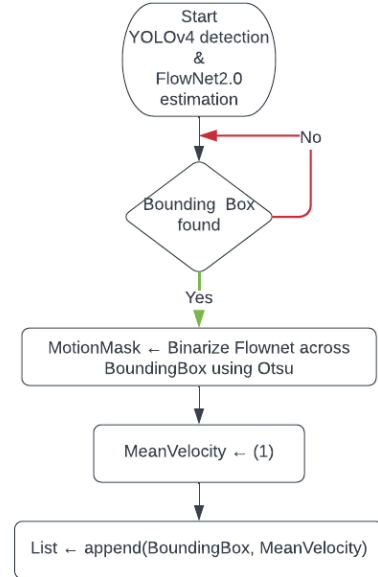 Start
YOLOv4 detection
&
FlowNet2.0
estimation
No
Bounding Box
found
Yes
MotionMask ← Binarize Flownet across
BoundingBox using Otsu
MeanVelocity ← (1)
List ← append(BoundingBox, MeanVelocity)